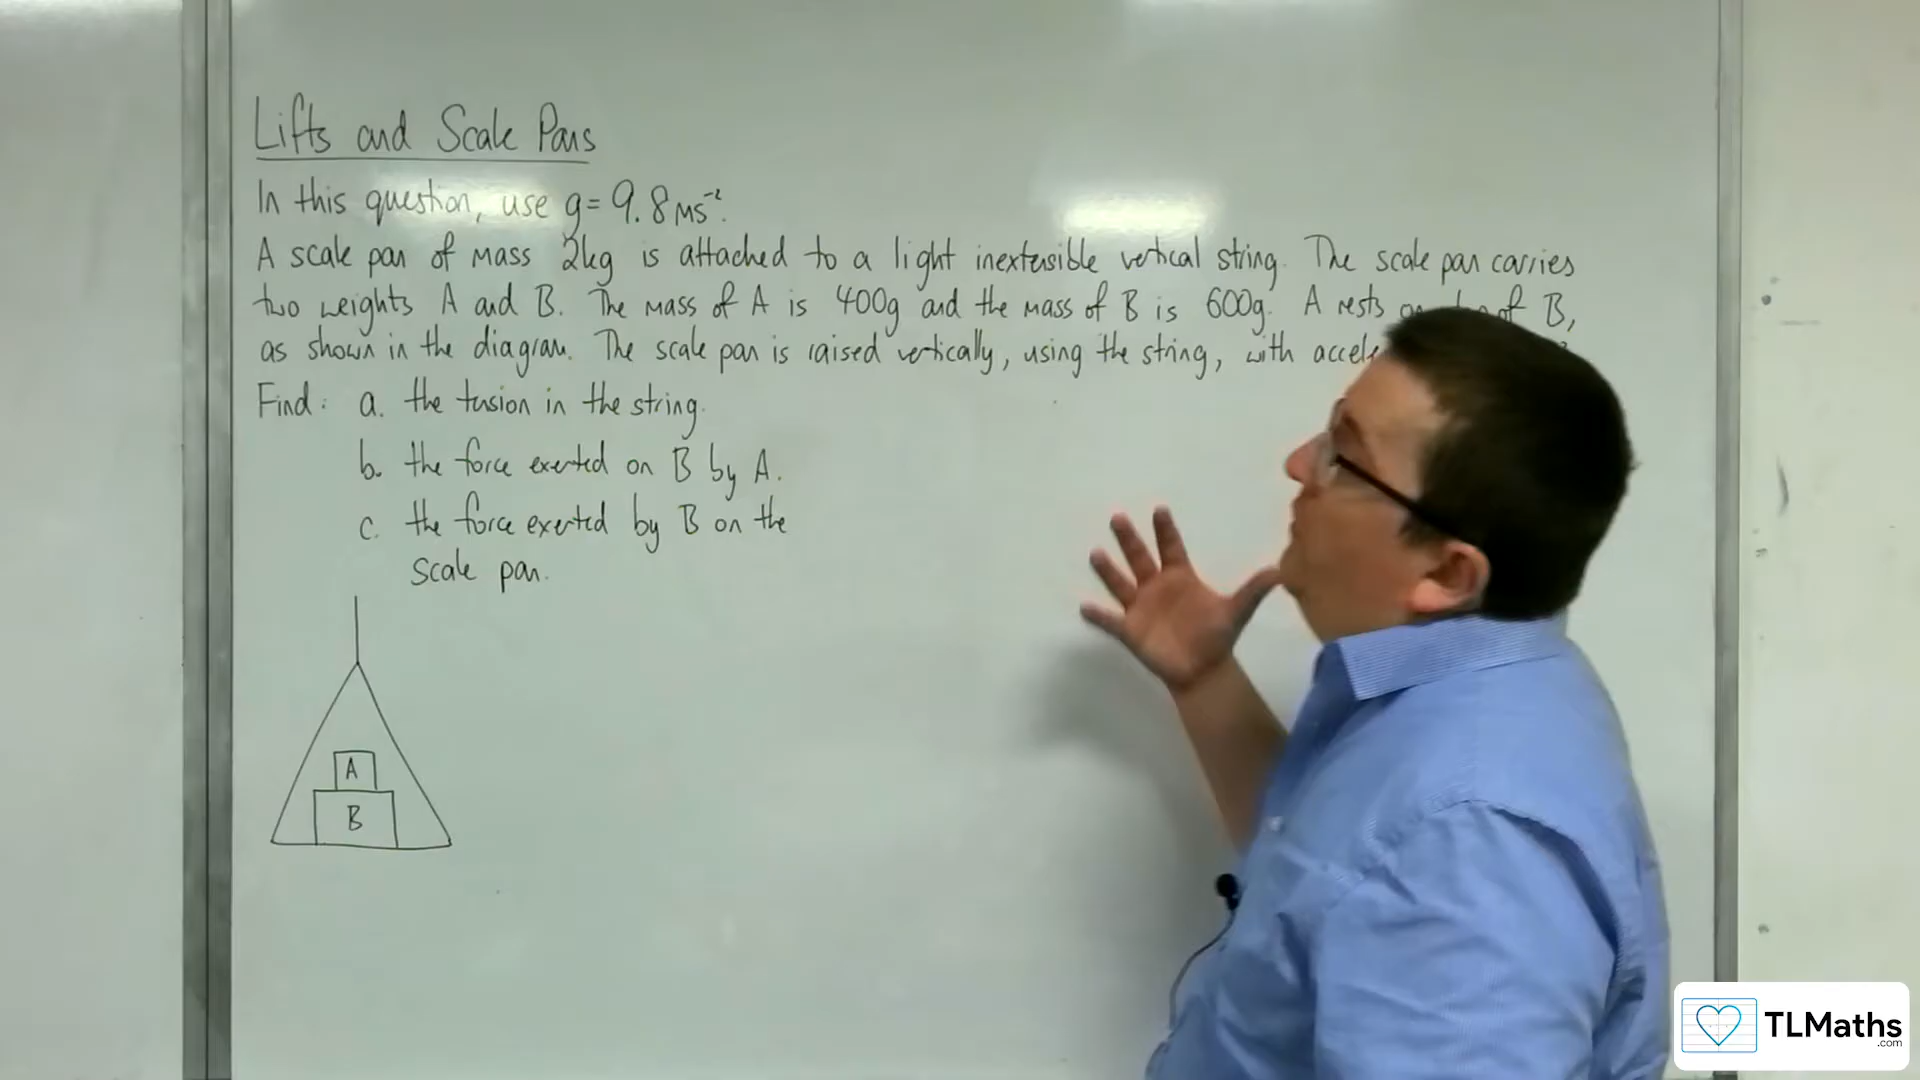 Lifts and Scale Pans
In this question, use g = 9.8 ms⁻².
A scale pan of mass 2kg is attached to a light inextensible vertical string. The scale pan carries
two weights A and B. The mass of A is 400g and the mass of B is 600g. A rests of B,
as shown in the diagram. The scale pan is raised vertically, using the string, with
Find: a. the tension in the string.
b. the force exerted on B by A.
c. the force exerted by B on the
scale pan.
A
B
TLMaths
.com